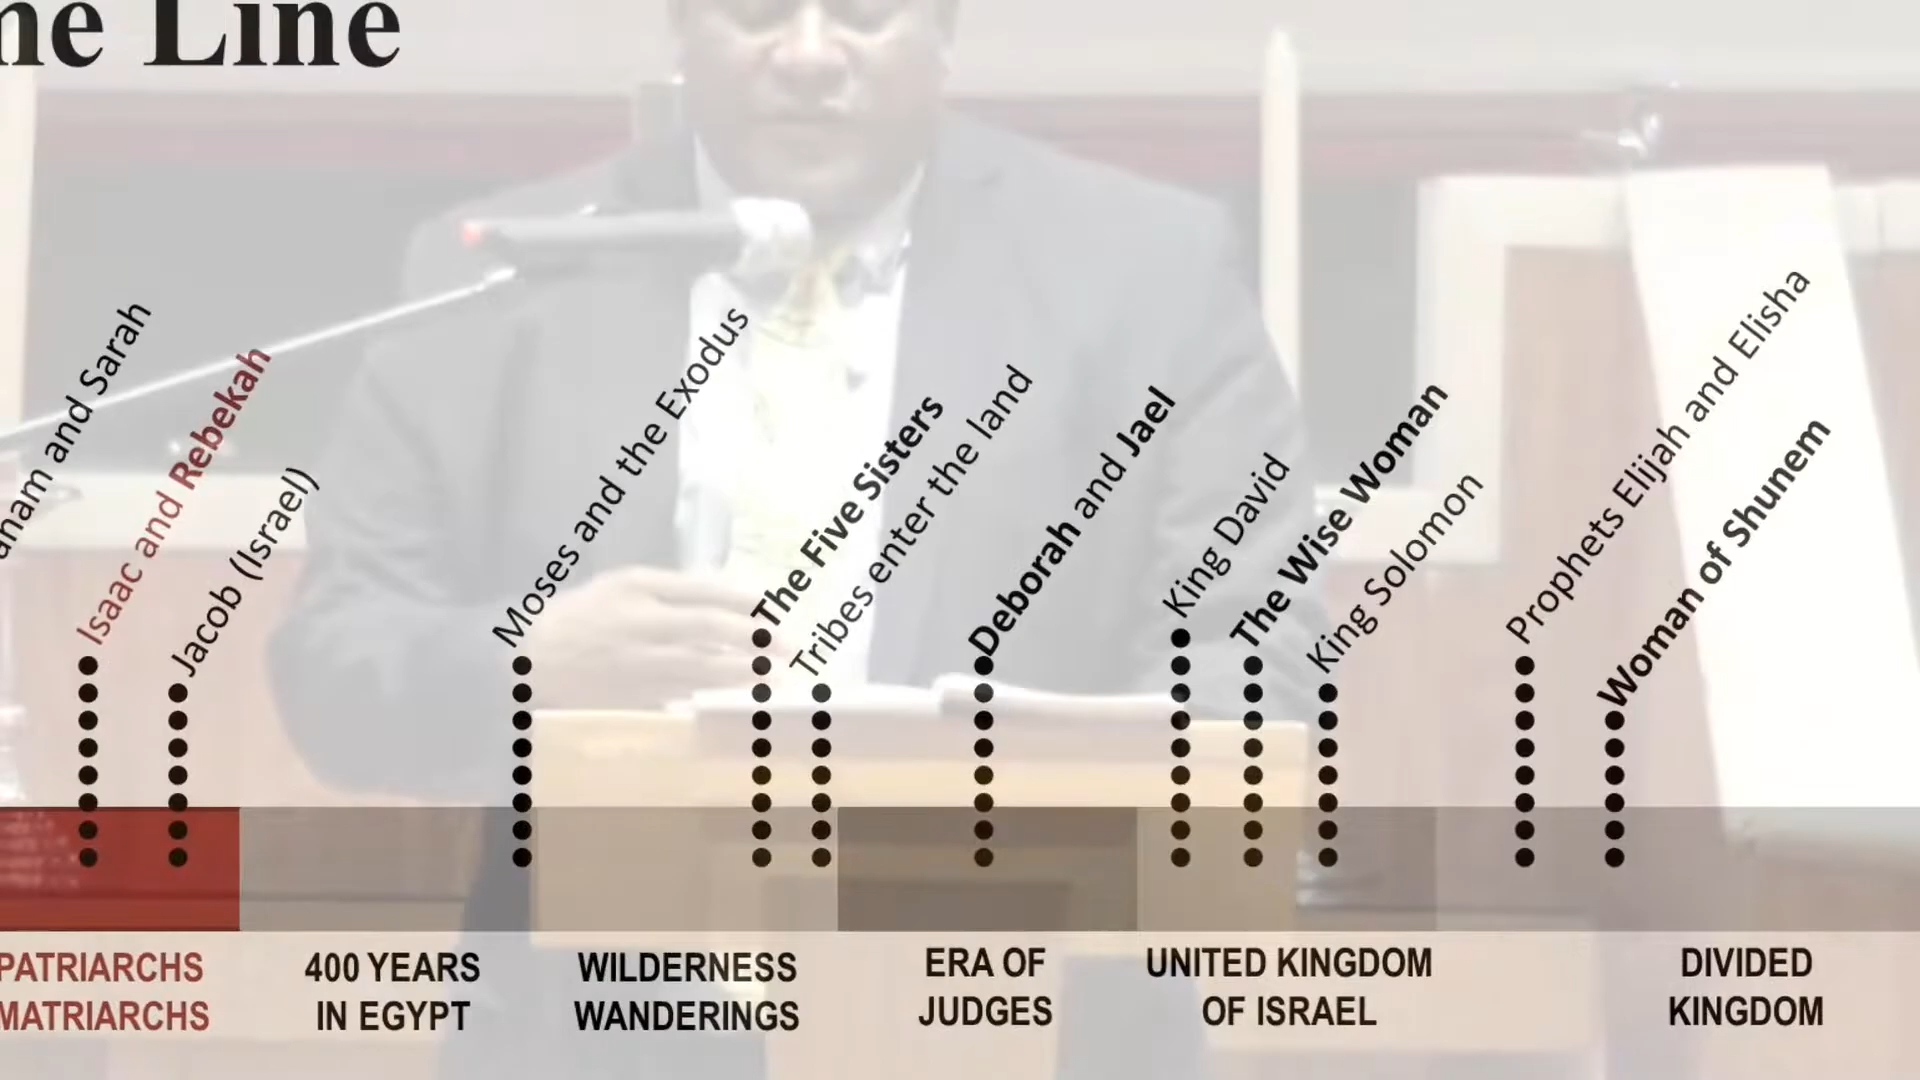 ne Line
anam and Sarah
Isaac and Rebekah
Jacob (Israel)
Moses and the Exodus
The Five Sisters
Tribes enter the land
Deborah and Jael
King David
The Wise Woman
King Solomon
Prophets Elijah and Elisha
Woman of Shunem
PATRIARCHS
MATRIARCHS
400 YEARS
IN EGYPT
WILDERNESS
WANDERINGS
ERA OF
JUDGES
UNITED KINGDOM
OF ISRAEL
DIVIDED
KINGDOM